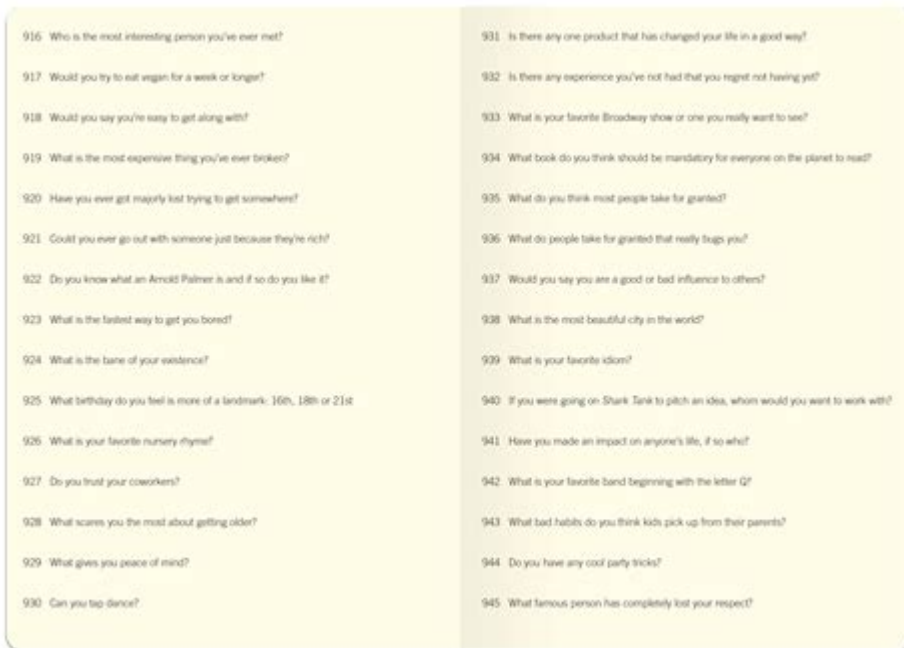 916 Who is the most interesting person you've ever met?
917 Would you try to eat vegan for a week or longer?
918 Would you say you're easy to get along with?
919 What is the most expensive thing you've ever broken?
920 Have you ever got majorly lost trying to get somewhere?
921 Could you ever go out with someone just because they're rich?
922 Do you know what an Arnold Palmer is and if so do you like it?
923 What is the fastest way to get you bored?
924 What is the bane of your existence?
925 What birthday do you feel is more of a landmark: 16th, 18th or 21st
926 What is your favorite nursery rhyme?
927 Do you trust your coworkers?
928 What scares you the most about getting older?
929 What gives you peace of mind?
930 Can you tap dance?
931 Is there any one product that has changed your life in a good way?
932 Is there any experience you've not had that you regret not having yet?
933 What is your favorite Broadway show or one you really want to see?
934 What book do you think should be mandatory for everyone on the planet to read?
935 What do you think most people take for granted?
936 What do people take for granted that really bugs you?
937 Would you say you are a good or bad influence to others?
938 What is the most beautiful city in the world?
939 What is your favorite idiom?
940 If you were going on Shark Tank to pitch an idea, whom would you want to work with?
941 Have you made an impact on anyone's life, if so who?
942 What is your favorite band beginning with the letter Q?
943 What bad habits do you think kids pick up from their parents?
944 Do you have any cool party tricks?
945 What famous person has completely lost your respect?